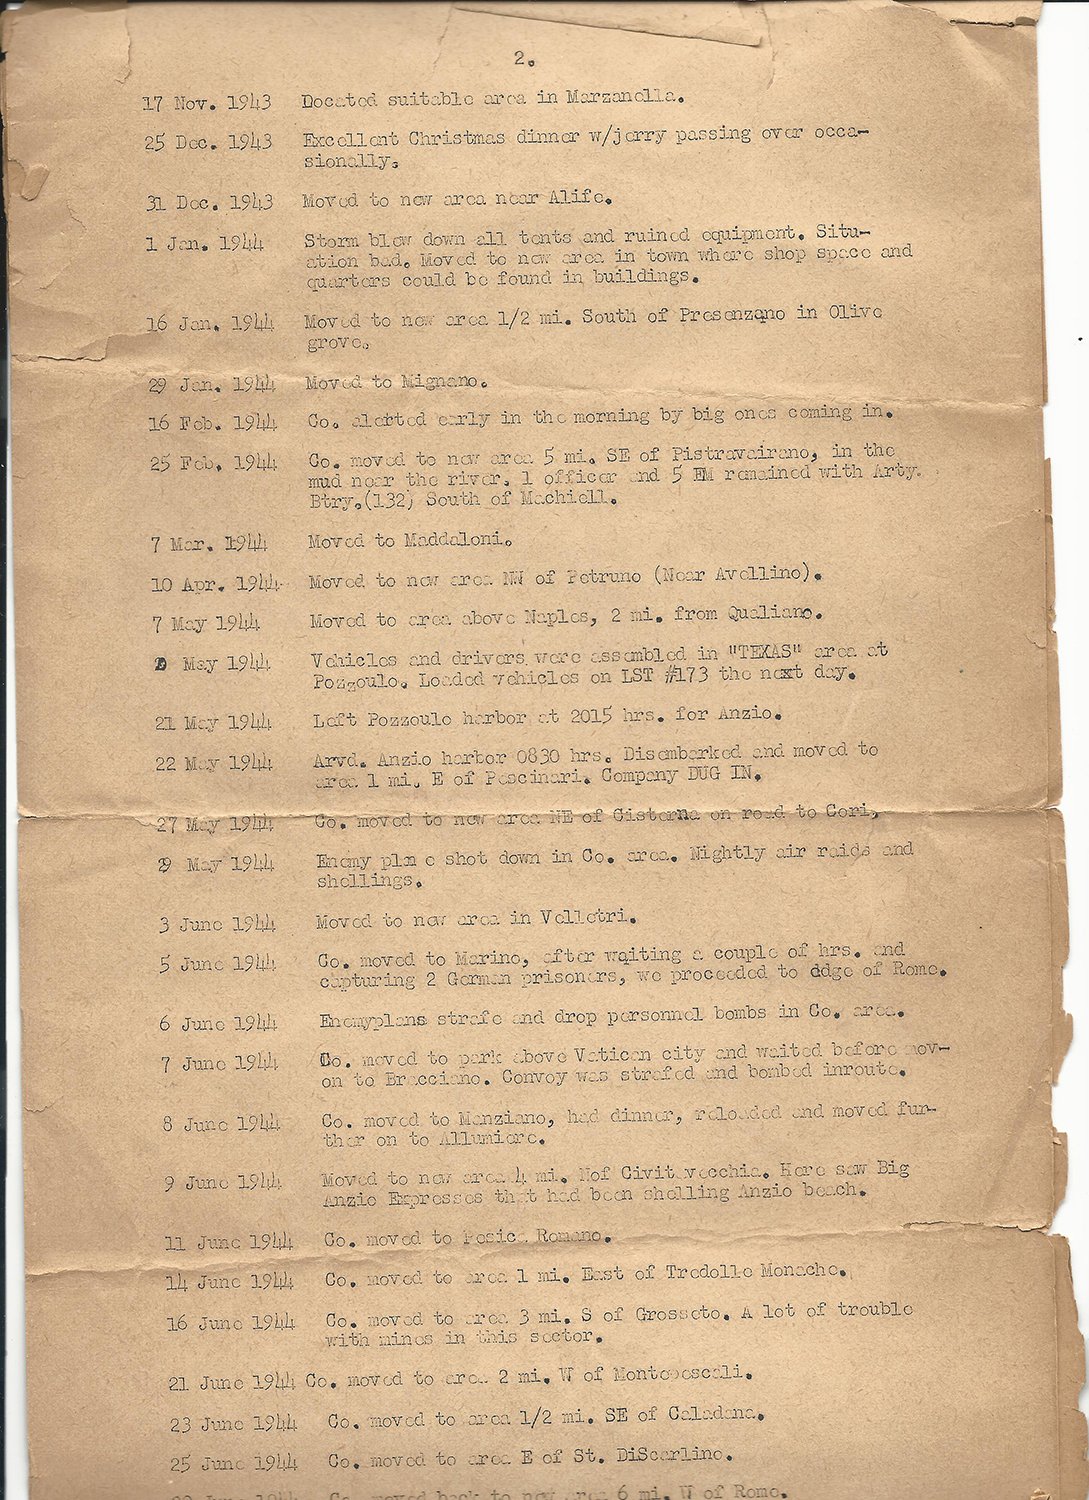 2.
17 Nov. 1943 Docated suitable area in Marzanella.
25 Dec. 1943 Excellent Christmas dinner w/jerry passing over occa-
sionally.
31 Dec. 1943 Moved to new area near Alife.
1 Jan. 1944 Storm blew down all tents and ruined equipment. Situ-
ation bad. Moved to new area in town where shop space and
quarters could be found in buildings.
16 Jan. 1944 Moved to new area 1/2 mi. South of Presenzano in Olive
grove.
29 Jan. 1944 Moved to Mignano.
16 Feb. 1944 Co. alerted early in the morning by big ones coming in.
25 Feb. 1944 Co. moved to new area 5 mi. SE of Pistravairano, in the
mud near the river. 1 officer and 5 EM remained with Arty.
Btry.(132) South of Machiell.
7 Mar. 1944 Moved to Maddaloni.
10 Apr. 1944 Moved to new area NW of Petruno (Near Avellino).
7 May 1944 Moved to area above Naples, 2 mi. from Qualiano.
May 1944 Vehicles and drivers were assembled in "TEXAS" area at
Pozzoulo. Loaded vehicles on LST #173 the next day.
21 May 1944 Left Pozzoulo harbor at 2015 hrs. for Anzio.
22 May 1944 Arvd. Anzio harbor 0830 hrs. Disembarked and moved to
area 1 mi. E of Pescinari. Company DUG IN.
27 May 1944 Co. moved to new area NE of Cisterna on road to Cori,
29 May 1944 Enemy plane shot down in Co. area. Nightly air raids and
shellings.
3 June 1944 Moved to new area in Velletri.
5 June 1944 Co. moved to Marino, after waiting a couple of hrs. and
capturing 2 German prisoners, we proceeded to ddge of Rome.
6 June 1944 Enemyplans strafe and drop personnel bombs in Co. area.
7 June 1944 Co. moved to park above Vatican city and waited before mov-
on to Bracciano. Convoy was strafed and bombed inroute.
8 June 1944 Co. moved to Manziano, had dinner, reloaded and moved fur-
ther on to Allumiere.
9 June 1944 Moved to new area 4 mi. Nof Civitavecchia. Here saw Big
Anzio Expresses that had been shelling Anzio beach.
11 June 1944 Co. moved to Pesica Romano.
14 June 1944 Co. moved to area 1 mi. East of Tredolle Monache.
16 June 1944 Co. moved to area 3 mi. S of Grosseto. A lot of trouble
with mines in this sector.
21 June 1944 Co. moved to area 2 mi. W of Montepescali.
23 June 1944 Co. moved to area 1/2 mi. SE of Caladana.
25 June 1944 Co. moved to area E of St. DiScarlino.
June 1944 Co. moved back to new area 6 mi. W of Rome.